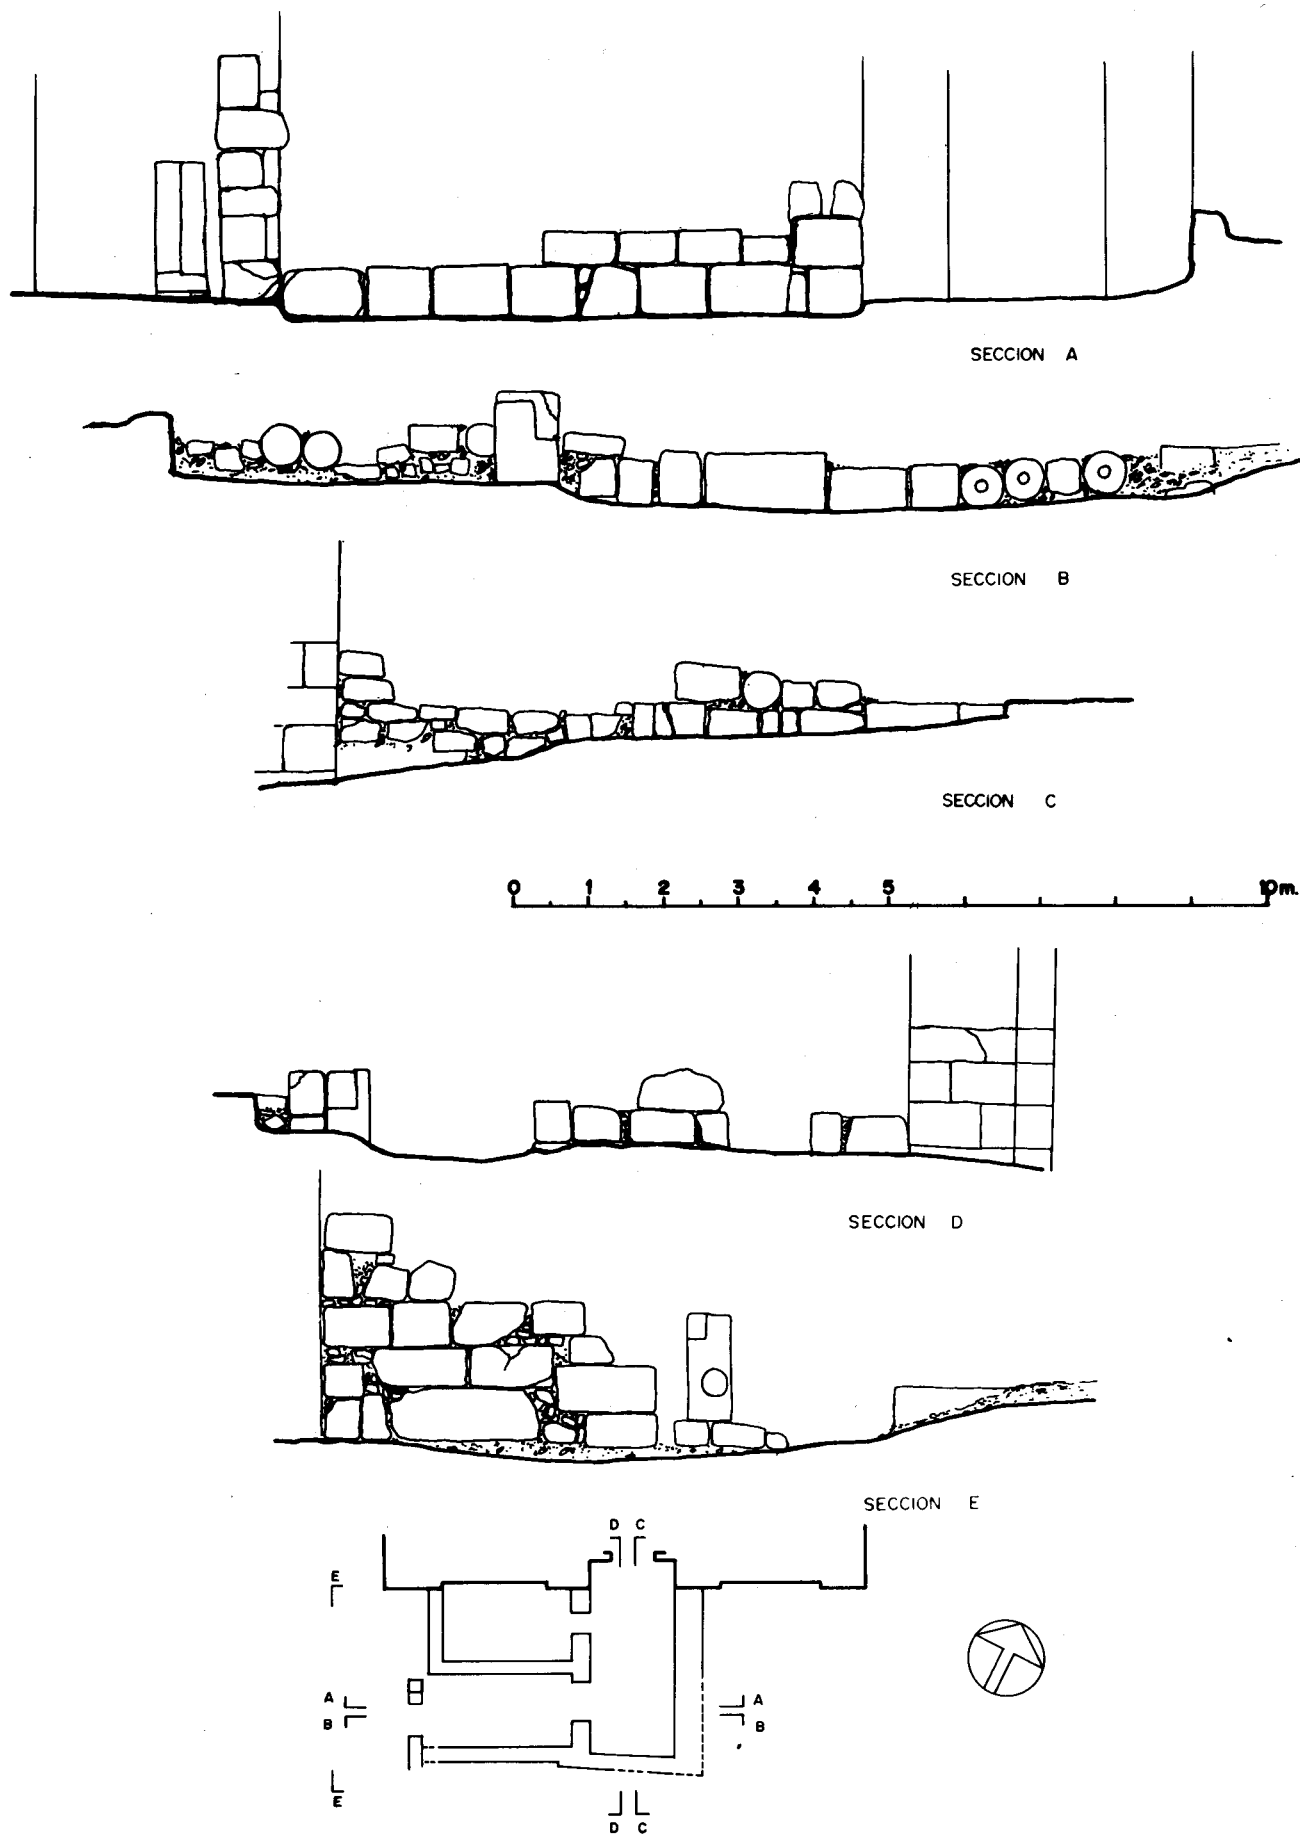 SECCION A
SECCION B
SECCION C
0 1 2 3 4 5 10m.
SECCION D
SECCION E
D C
E
A A
B B
E
D C